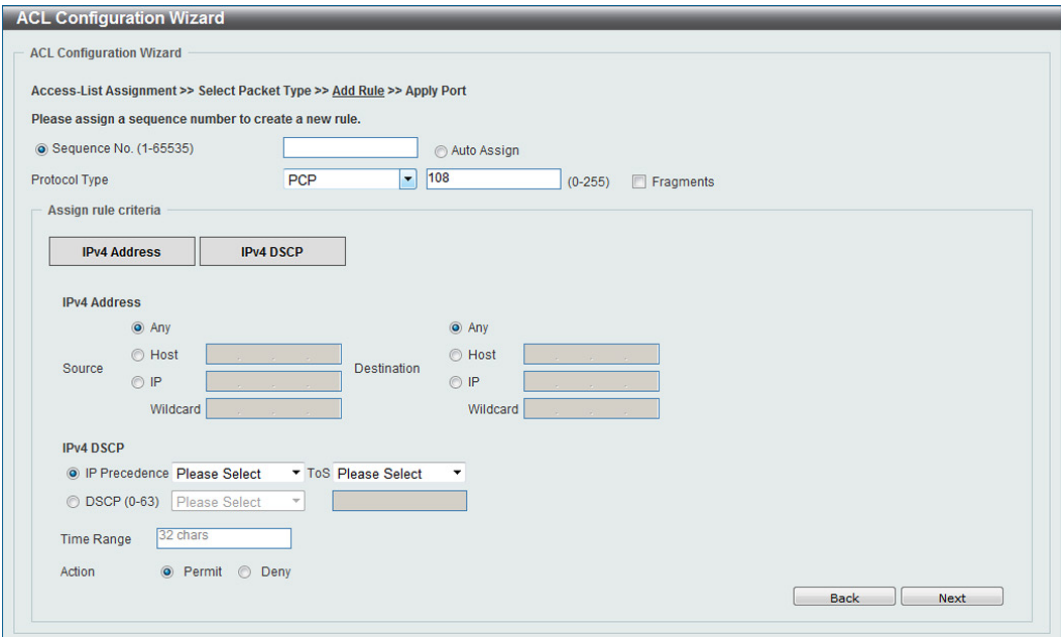 ACL Configuration Wizard
ACL Configuration Wizard
Access-List Assignment >> Select Packet Type >> Add Rule >> Apply Port
Please assign a sequence number to create a new rule.
Sequence No. (1-65535) Auto Assign
Protocol Type PCP 108 (0-255) Fragments
Assign rule criteria
IPv4 Address IPv4 DSCP
IPv4 Address
Any Any
Source Host . . . Destination Host . . .
IP . . . IP . . .
Wildcard . . . Wildcard . . .
IPv4 DSCP
IP Precedence Please Select ToS Please Select
DSCP (0-63) Please Select
Time Range 32 chars
Action Permit Deny
Back Next